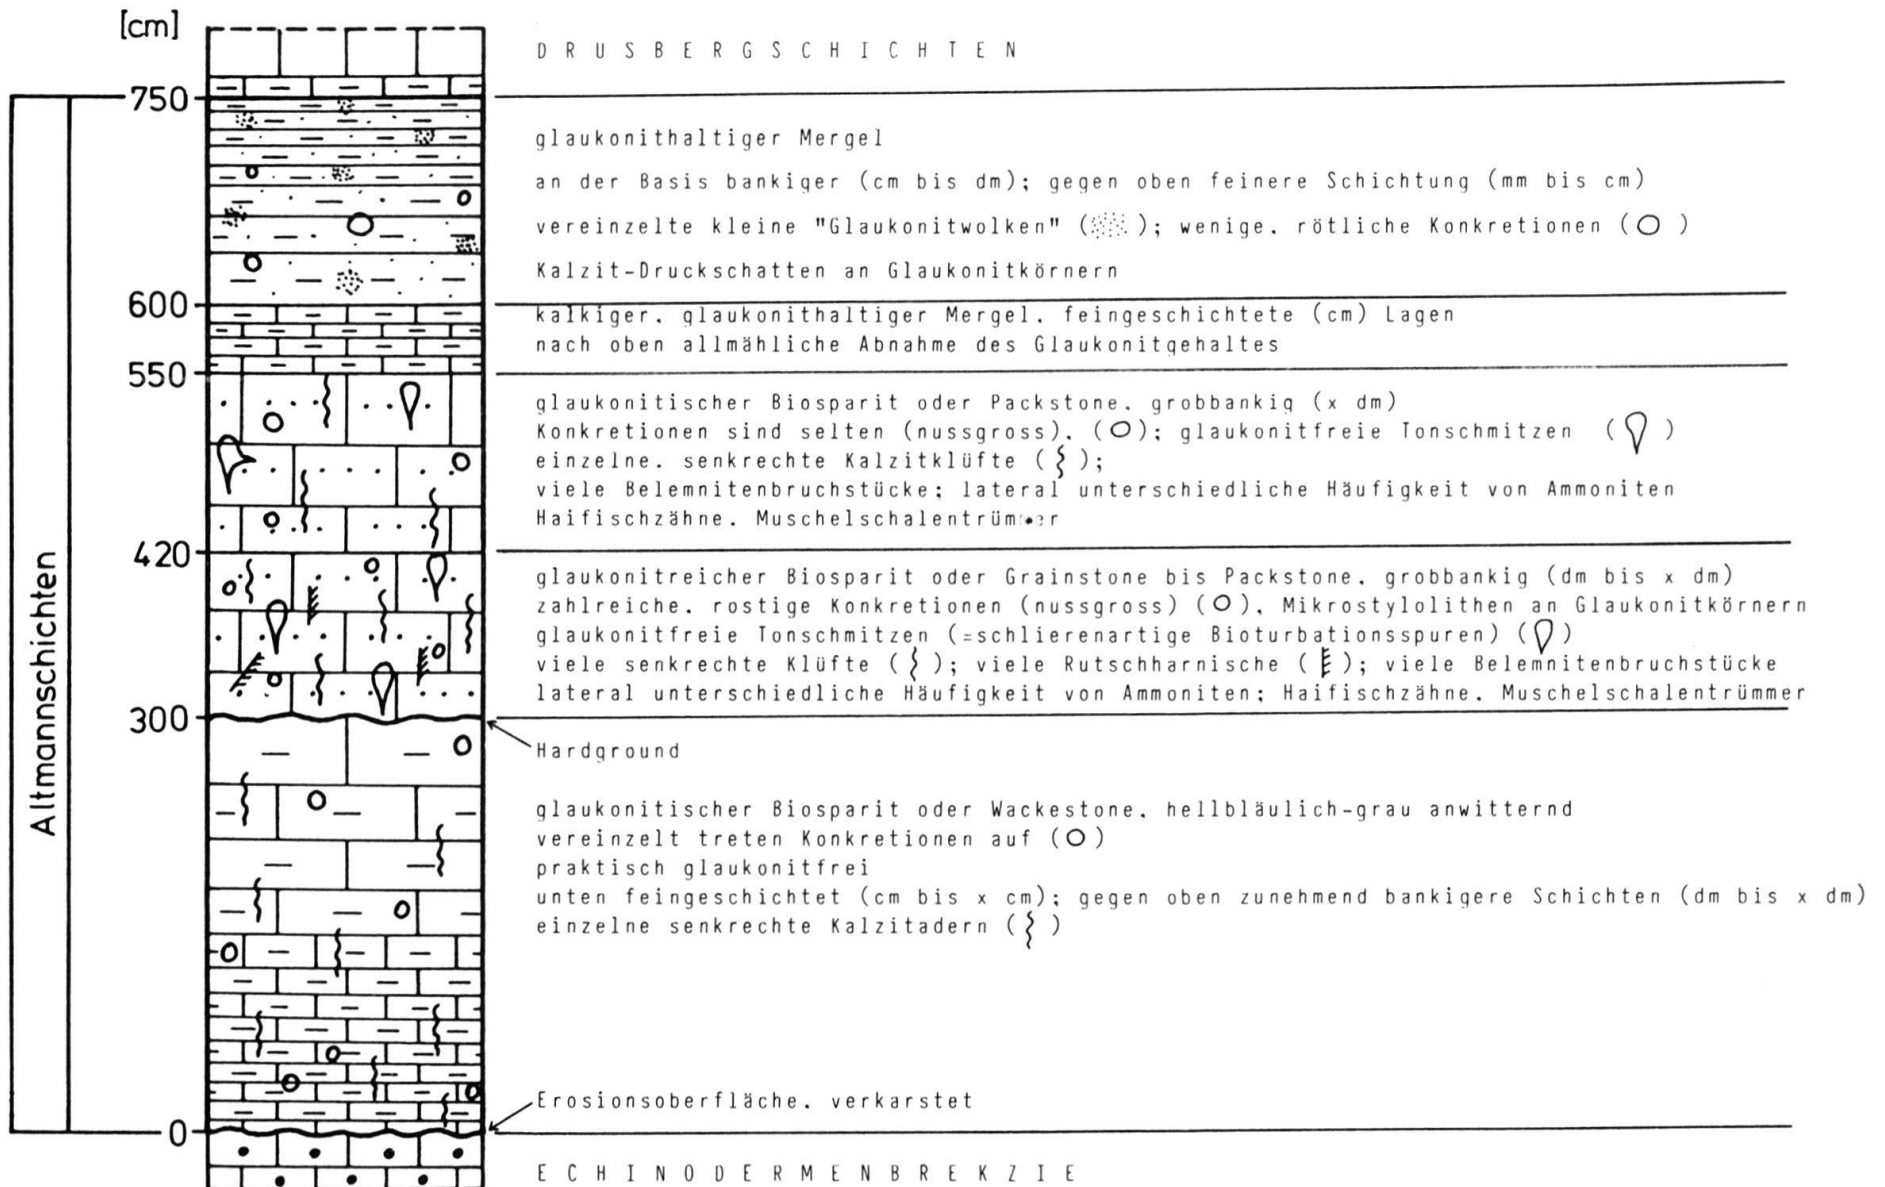 [cm]
DRUSBERGSCHICHTEN
750
glaukonithaltiger Mergel
an der Basis bankiger (cm bis dm); gegen oben feinere Schichtung (mm bis cm)
vereinzelte kleine "Glaukonitwolken" ( ); wenige. rötliche Konkretionen ( )
Kalzit-Druckschatten an Glaukonitkörnern
600
kalkiger. glaukonithaltiger Mergel. feingeschichtete (cm) Lagen
nach oben allmähliche Abnahme des Glaukonitgehaltes
550
glaukonitischer Biosparit oder Packstone. grobbankig (x dm)
Konkretionen sind selten (nussgross). ( ); glaukonitfreie Tonschmitzen ( )
einzelne. senkrechte Kalzitklüfte ( );
viele Belemnitenbruchstücke; lateral unterschiedliche Häufigkeit von Ammoniten
Haifischzähne. Muschelschalentrümmer
420
glaukonitreicher Biosparit oder Grainstone bis Packstone. grobbankig (dm bis x dm)
zahlreiche. rostige Konkretionen (nussgross) ( ). Mikrostylolithen an Glaukonitkörnern
glaukonitfreie Tonschmitzen (=schlierenartige Bioturbationsspuren) ( )
viele senkrechte Klüfte ( ); viele Rutschharnische ( ); viele Belemnitenbruchstücke
lateral unterschiedliche Häufigkeit von Ammoniten; Haifischzähne. Muschelschalentrümmer
300
Hardground
Altmannschichten
glaukonitischer Biosparit oder Wackestone. hellbläulich-grau anwitternd
vereinzelt treten Konkretionen auf ( )
praktisch glaukonitfrei
unten feingeschichtet (cm bis x cm); gegen oben zunehmend bankigere Schichten (dm bis x dm)
einzelne senkrechte Kalzitadern ( )
Erosionsoberfläche. verkarstet
0
ECHINODERMENBREKZIE